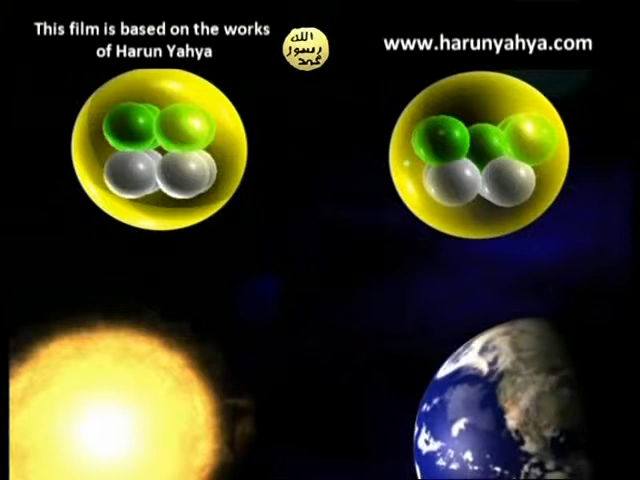 This film is based on the works
of Harun Yahya
الله
رسول
محمد
www.harunyahya.com